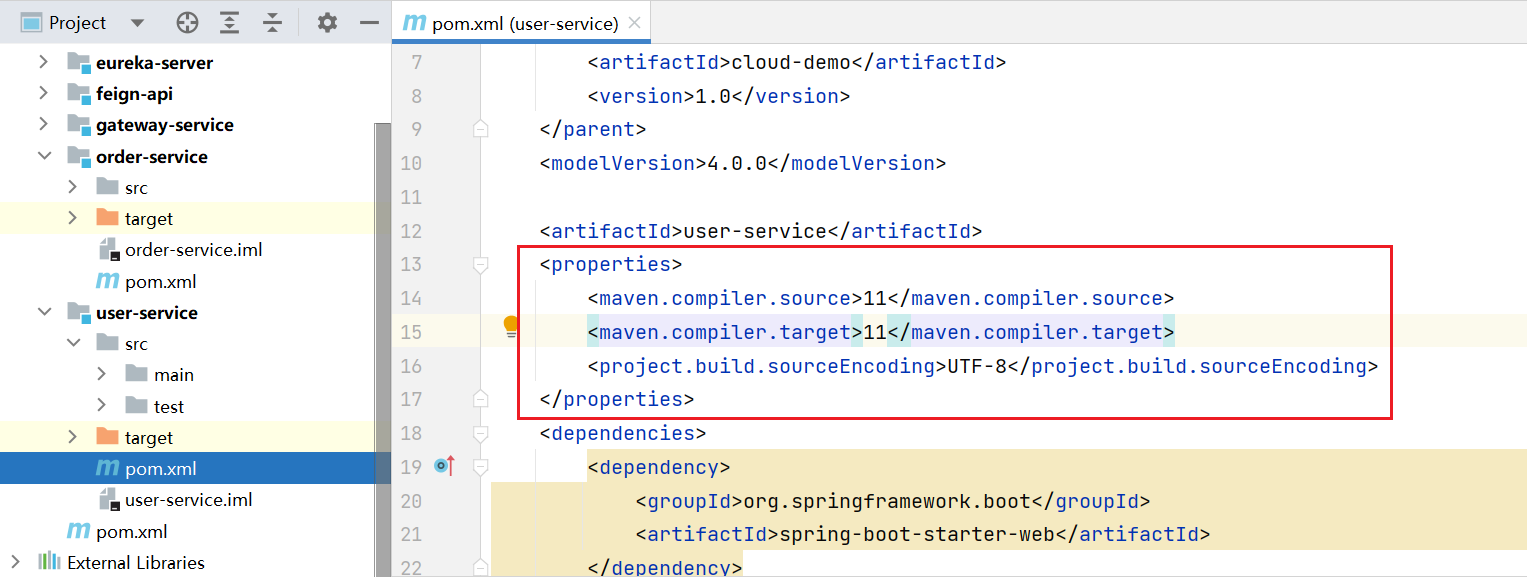 Project
eureka-server
feign-api
gateway-service
order-service
src
target
order-service.iml
pom.xml
user-service
src
main
test
target
pom.xml
user-service.iml
pom.xml
External Libraries
pom.xml (user-service)
7 <artifactId>cloud-demo</artifactId>
8 <version>1.0</version>
9 </parent>
10 <modelVersion>4.0.0</modelVersion>
11
12 <artifactId>user-service</artifactId>
13 <properties>
14 <maven.compiler.source>11</maven.compiler.source>
15 <maven.compiler.target>11</maven.compiler.target>
16 <project.build.sourceEncoding>UTF-8</project.build.sourceEncoding>
17 </properties>
18 <dependencies>
19 <dependency>
20 <groupId>org.springframework.boot</groupId>
21 <artifactId>spring-boot-starter-web</artifactId>
22 </dependency>